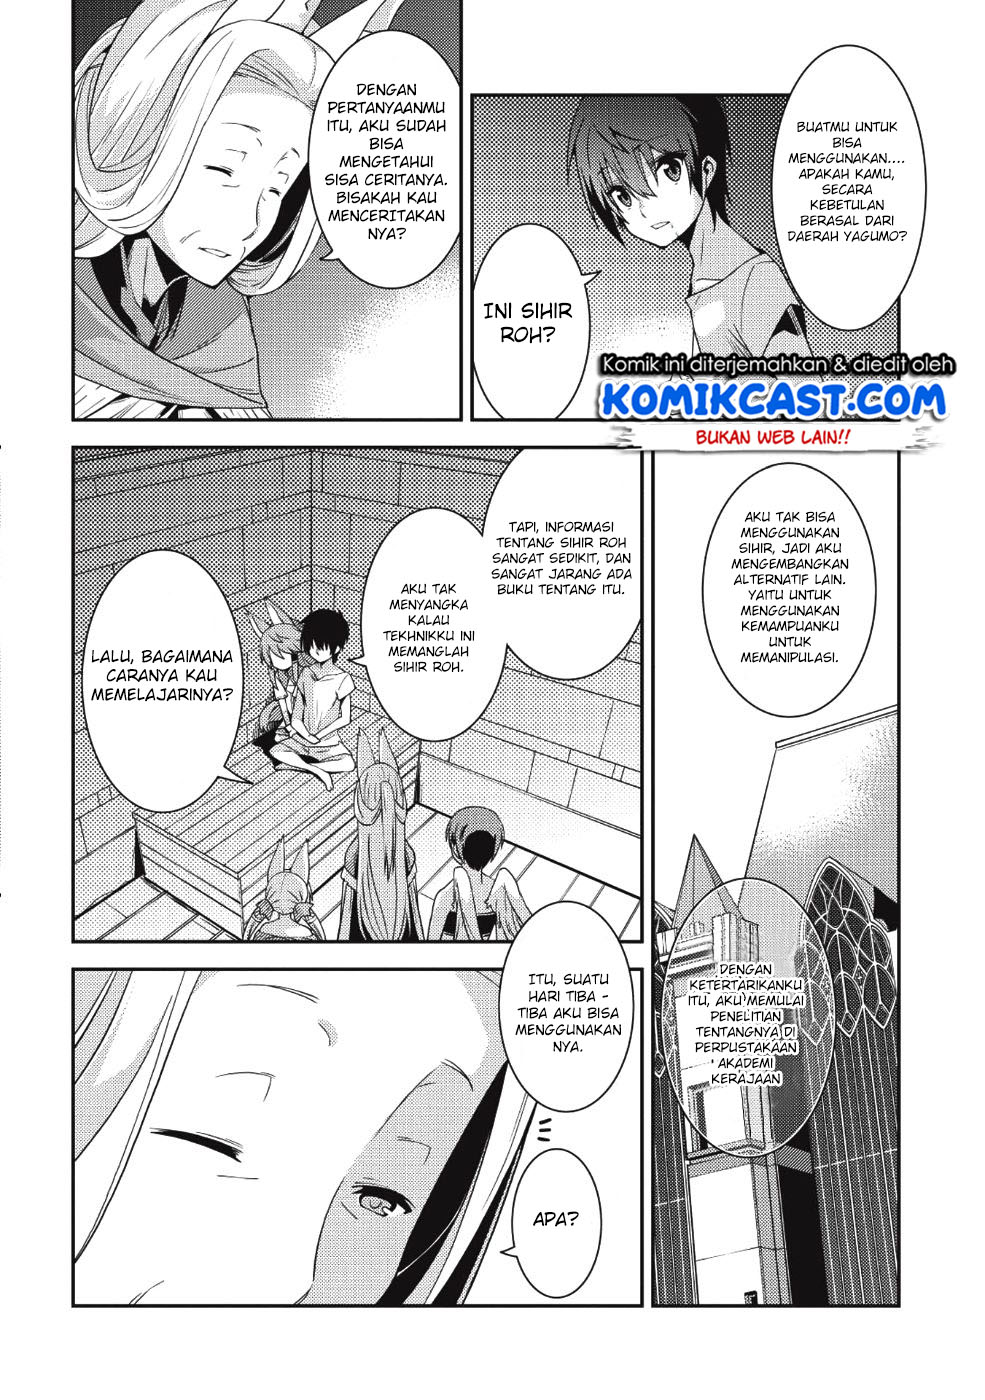 BUATMU UNTUK
BISA
MENGGUNAKAN....
APAKAH KAMU,
SECARA
KEBETULAN
BERASAL DARI
DAERAH YAGUMO?
INI SIHIR
ROH?
DENGAN
PERTANYAANMU
ITU, AKU SUDAH
BISA
MENGETAHUI
SISA CERITANYA.
BISAKAH KAU
MENCERITAKAN
NYA?
Komik ini diterjemahkan & diedit oleh
KOMIKCAST.COM
BUKAN WEB LAIN!!
AKU TAK BISA
MENGGUNAKAN
SIHIR, JADI AKU
MENGEMBANGKAN
ALTERNATIF LAIN.
YAITU UNTUK
MENGGUNAKAN
KEMAMPUANKU
UNTUK
MEMANIPULASI.
DENGAN
KETERTARIKANKU
ITU, AKU MEMULAI
PENELITIAN
TENTANGNYA DI
PERPUSTAKAAN
AKADEMI
KERAJAAN
TAPI, INFORMASI
TENTANG SIHIR ROH
SANGAT SEDIKIT, DAN
SANGAT JARANG ADA
BUKU TENTANG ITU.
AKU TAK
MENYANGKA
KALAU
TEKHNIKKU INI
MEMANGLAH
SIHIR ROH.
LALU, BAGAIMANA
CARANYA KAU
MEMELAJARINYA?
ITU, SUATU
HARI TIBA -
TIBA AKU BISA
MENGGUNAKAN
NYA.
APA?